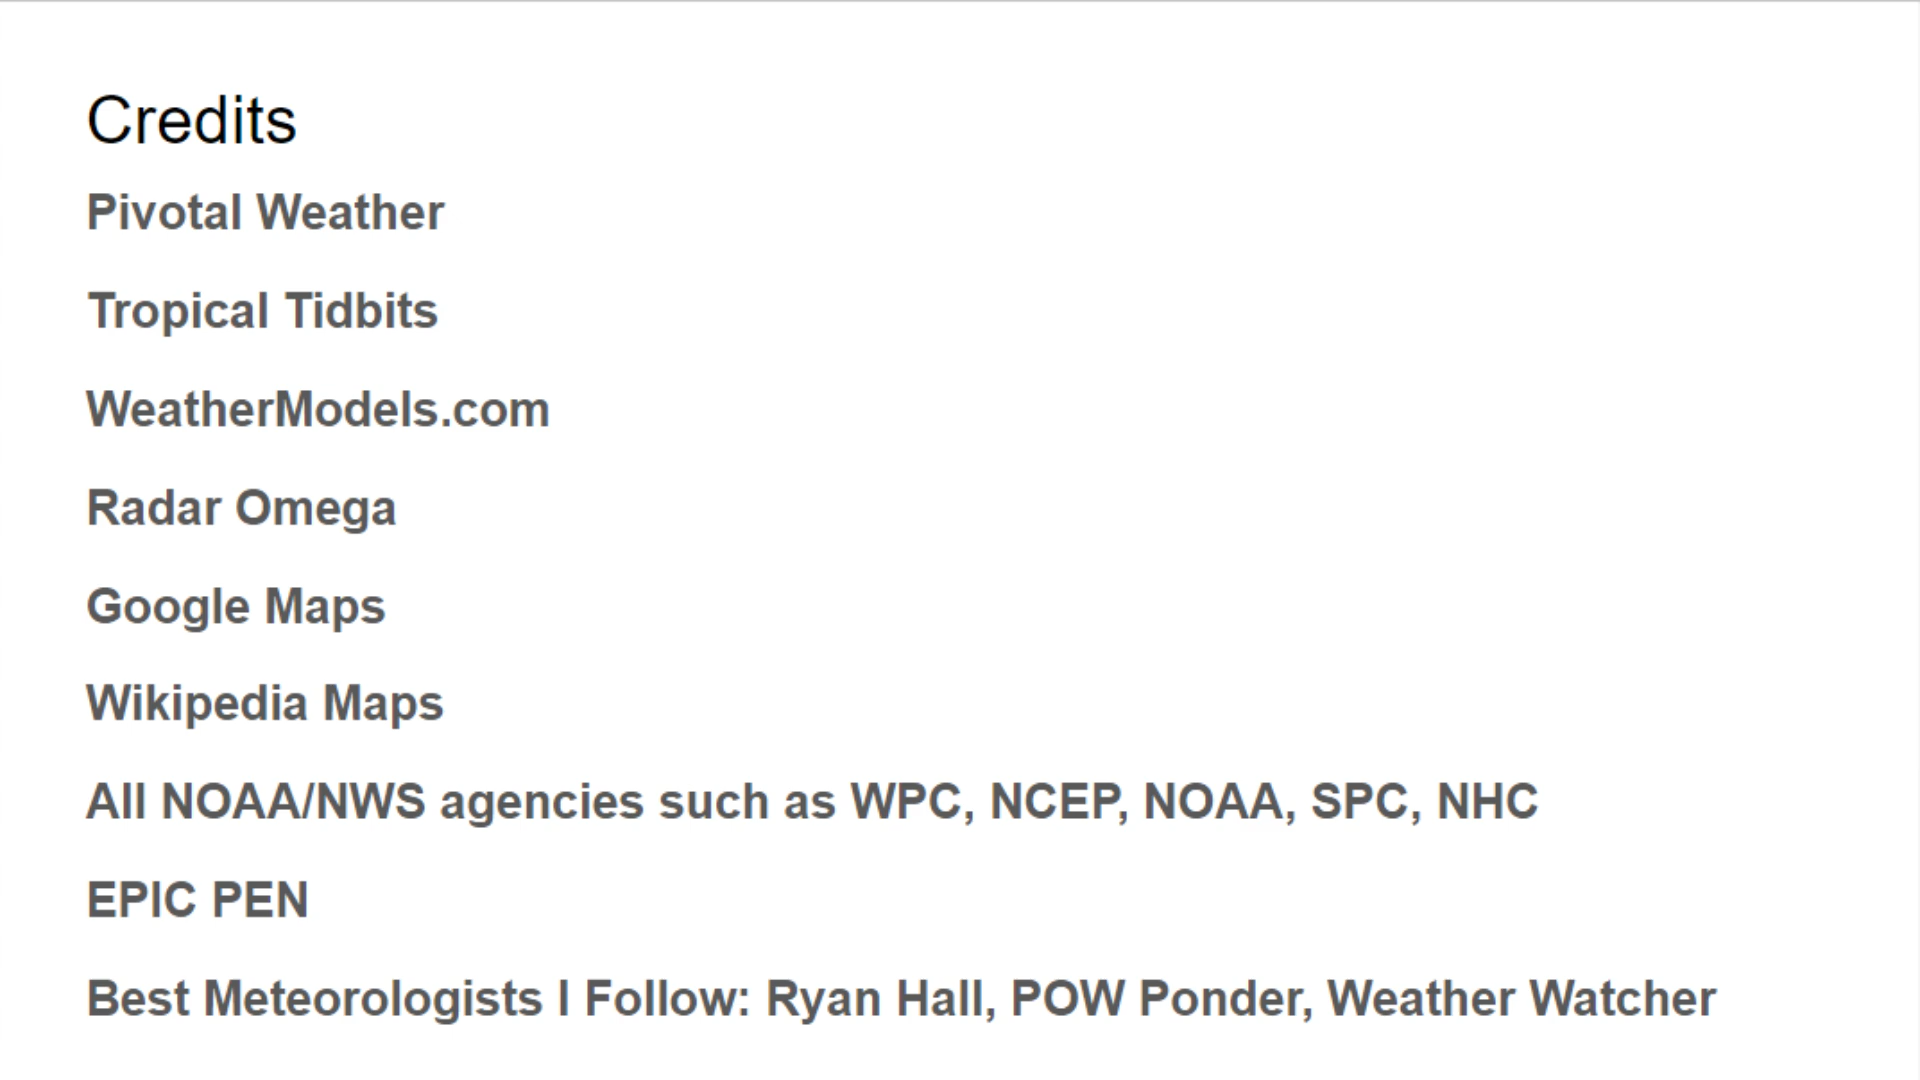 Credits
Pivotal Weather
Tropical Tidbits
WeatherModels.com
Radar Omega
Google Maps
Wikipedia Maps
All NOAA/NWS agencies such as WPC, NCEP, NOAA, SPC, NHC
EPIC PEN
Best Meteorologists I Follow: Ryan Hall, POW Ponder, Weather Watcher